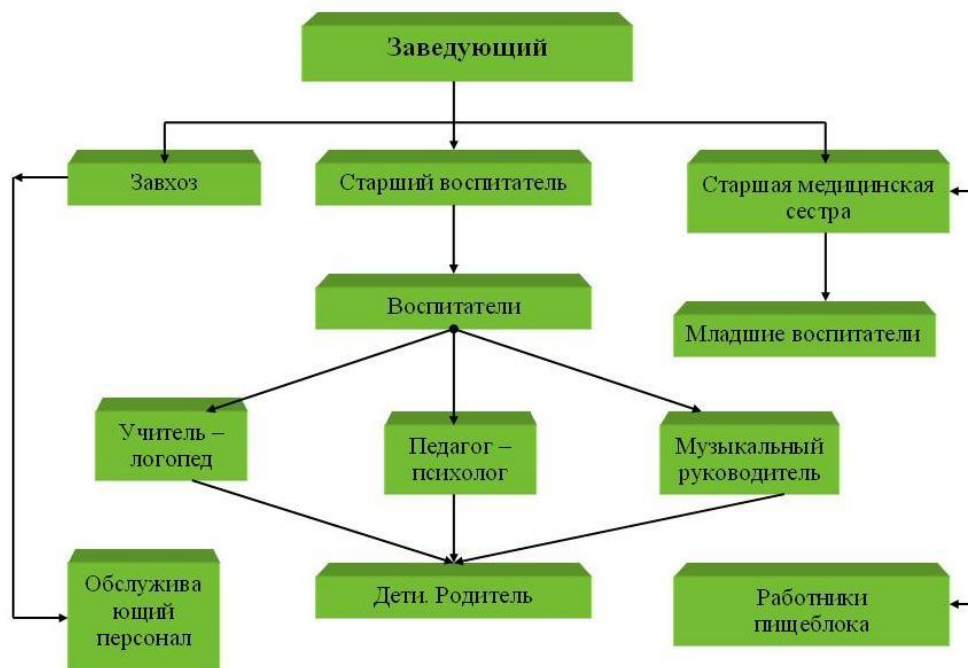 Заведующий
Завхоз
Старший воспитатель
Старшая медицинская
сестра
Воспитатели
Младшие воспитатели
Учитель –
логопед
Педагог –
психолог
Музыкальный
руководитель
Обслужива
ющий
персонал
Дети. Родитель
Работники
пищеблока